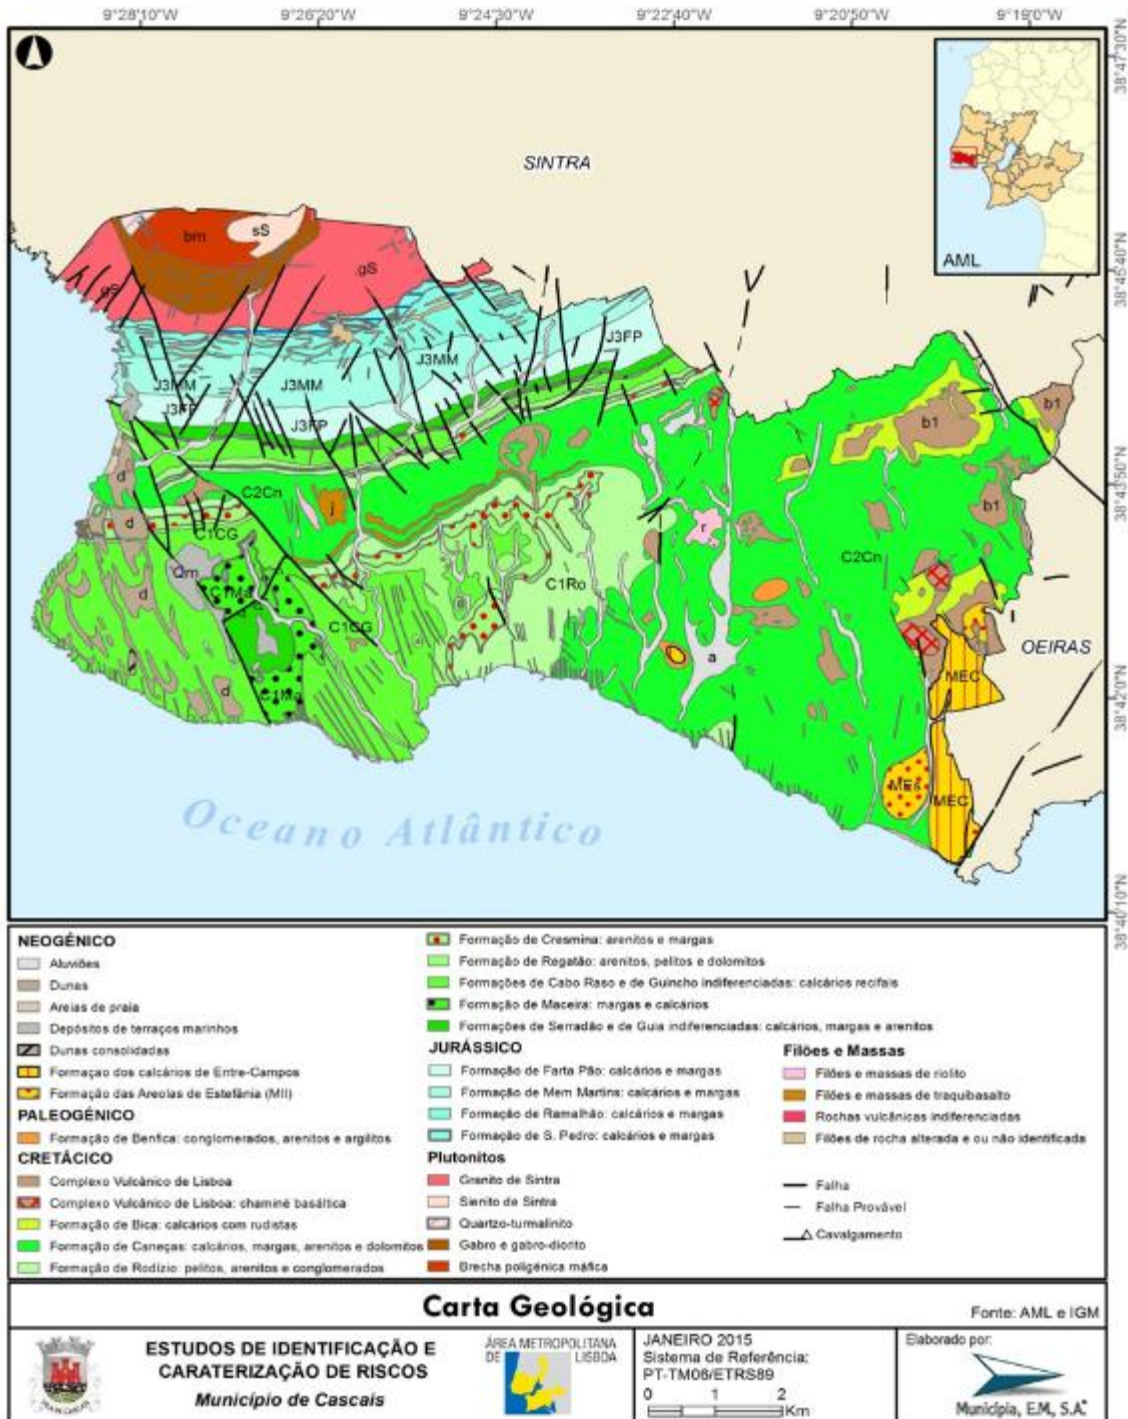 9°28'10"W 9°26'20"W 9°24'30"W 9°22'40"W 9°20'50"W 9°19'0"W
38°47'30"N
38°45'40"N
38°43'50"N
38°42'0"N
38°40'10"N
SINTRA
AML
bm
sS
gS
gS
J3FP
J3MM
J3MM
J3MM
J3FP
J3FP
b1
b1
d
C2Cn
j
b1
d
C1CG
r
C2Cn
Qm
C1Ma
d
C1Ro
C1CG
a
OEIRAS
MEC
d
C1Ma
MEs
MEC
Oceano Atlântico
NEOGÉNICO
Aluviões
Dunas
Areias de praia
Depósitos de terraços marinhos
Dunas consolidadas
Formaçao dos calcários de Entre-Campos
Formação das Areolas de Estefânia (MII)
PALEOGÉNICO
Formação de Benfica: conglomerados, arenitos e argilitos
CRETÁCICO
Complexo Vulcânico de Lisboa
Complexo Vulcânico de Lisboa: chaminé basáltica
Formação de Bica: calcários com rudistas
Formação de Caneças: calcários, margas, arenitos e dolomitos
Formação de Rodízio: pelitos, arenitos e conglomerados
Formação de Cresmina: arenitos e margas
Formação de Regatão: arenitos, pelitos e dolomitos
Formações de Cabo Raso e de Guincho indiferenciadas: calcários recifais
Formação de Maceira: margas e calcários
Formações de Serradão e de Guia indiferenciadas: calcários, margas e arenitos
JURÁSSICO
Formação de Farta Pão: calcários e margas
Formação de Mem Martins: calcários e margas
Formação de Ramalhão: calcários e margas
Formação de S. Pedro: calcários e margas
Plutonitos
Granito de Sintra
Sienito de Sintra
Quartzo-turmalinito
Gabro e gabro-diorito
Brecha poligénica máfica
Filões e Massas
Filões e massas de riolito
Filões e massas de traquibasalto
Rochas vulcânicas indiferenciadas
Filões de rocha alterada e ou não identificada
Falha
Falha Provável
Cavalgamento
Carta Geológica
Fonte: AML e IGM
ESTUDOS DE IDENTIFICAÇÃO E
CARATERIZAÇÃO DE RISCOS
Município de Cascais
ÁREA METROPOLITANA
DE LISBOA
JANEIRO 2015
Sistema de Referência:
PT-TM06/ETRS89
0 1 2
Km
Elaborado por:
Municípia, E.M., S.A.